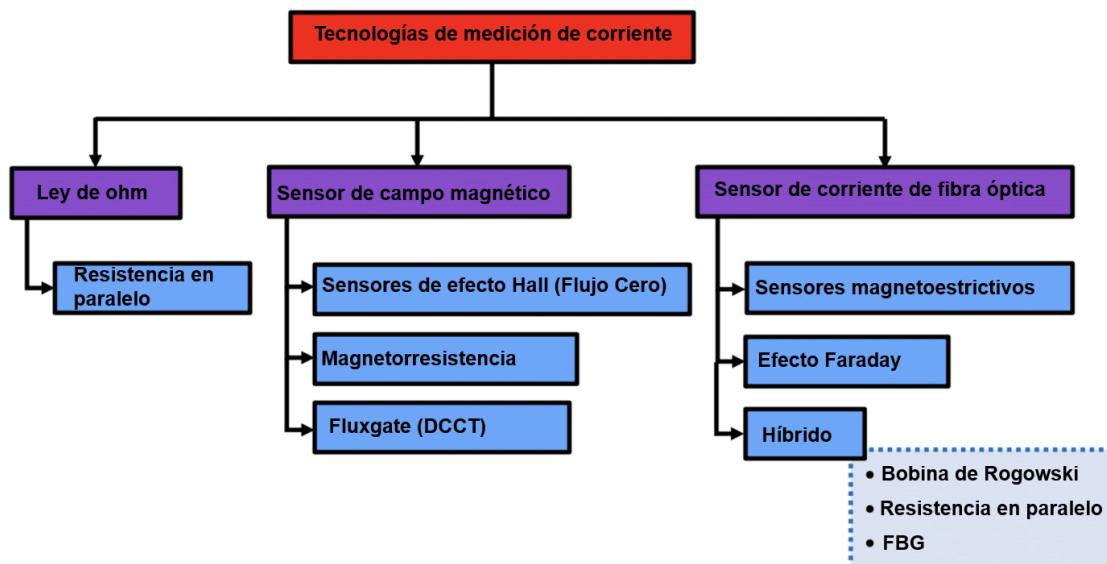 Tecnologías de medición de corriente
Ley de ohm
Resistencia en
paralelo
Sensor de campo magnético
Sensores de efecto Hall (Flujo Cero)
Magnetorresistencia
Fluxgate (DCCT)
Sensor de corriente de fibra óptica
Sensores magnetoestrictivos
Efecto Faraday
Híbrido
• Bobina de Rogowski
• Resistencia en paralelo
• FBG